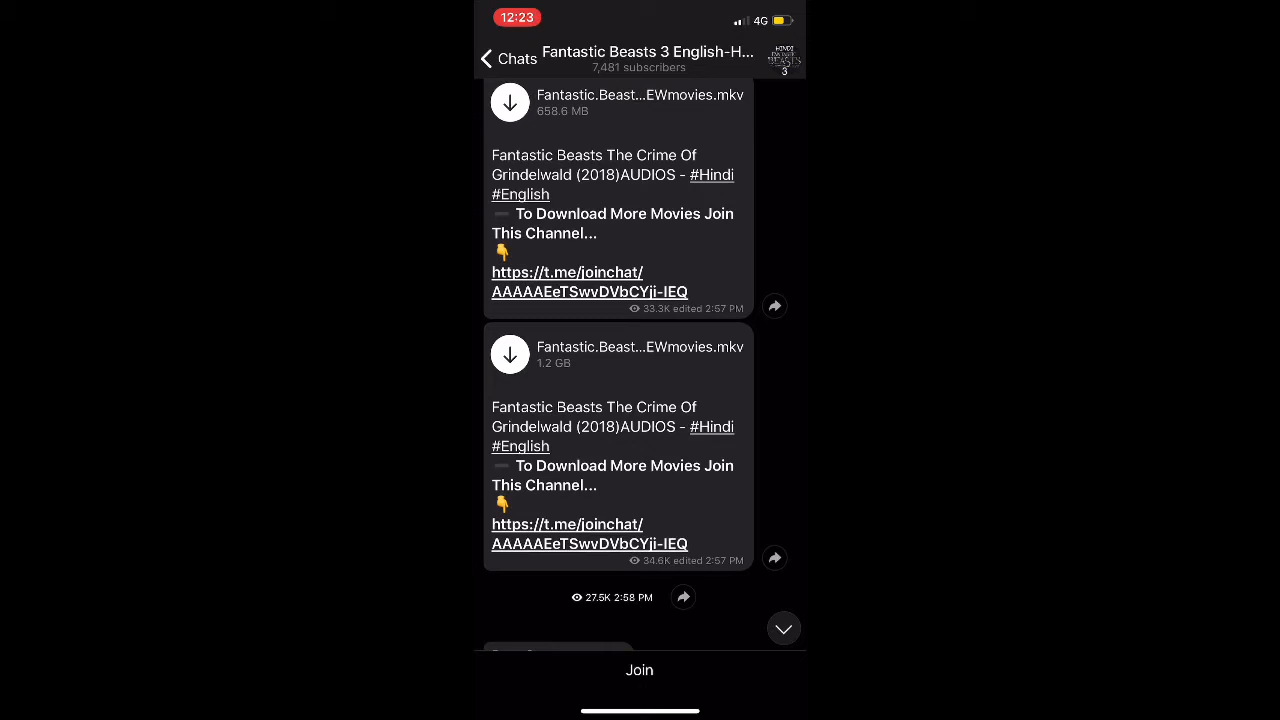 12:23
4G
Chats
Fantastic Beasts 3 English-H...
7,481 subscribers
HINDI
BEASTS
3
Fantastic.Beast...EWmovies.mkv
658.6 MB
Fantastic Beasts The Crime Of
Grindelwald (2018)AUDIOS - #Hindi
#English
➖ To Download More Movies Join
This Channel...
👇
https://t.me/joinchat/
AAAAAEeTSwvDVbCYji-IEQ
33.3K edited 2:57 PM
Fantastic.Beast...EWmovies.mkv
1.2 GB
Fantastic Beasts The Crime Of
Grindelwald (2018)AUDIOS - #Hindi
#English
➖ To Download More Movies Join
This Channel...
👇
https://t.me/joinchat/
AAAAAEeTSwvDVbCYji-IEQ
34.6K edited 2:57 PM
27.5K 2:58 PM
Join